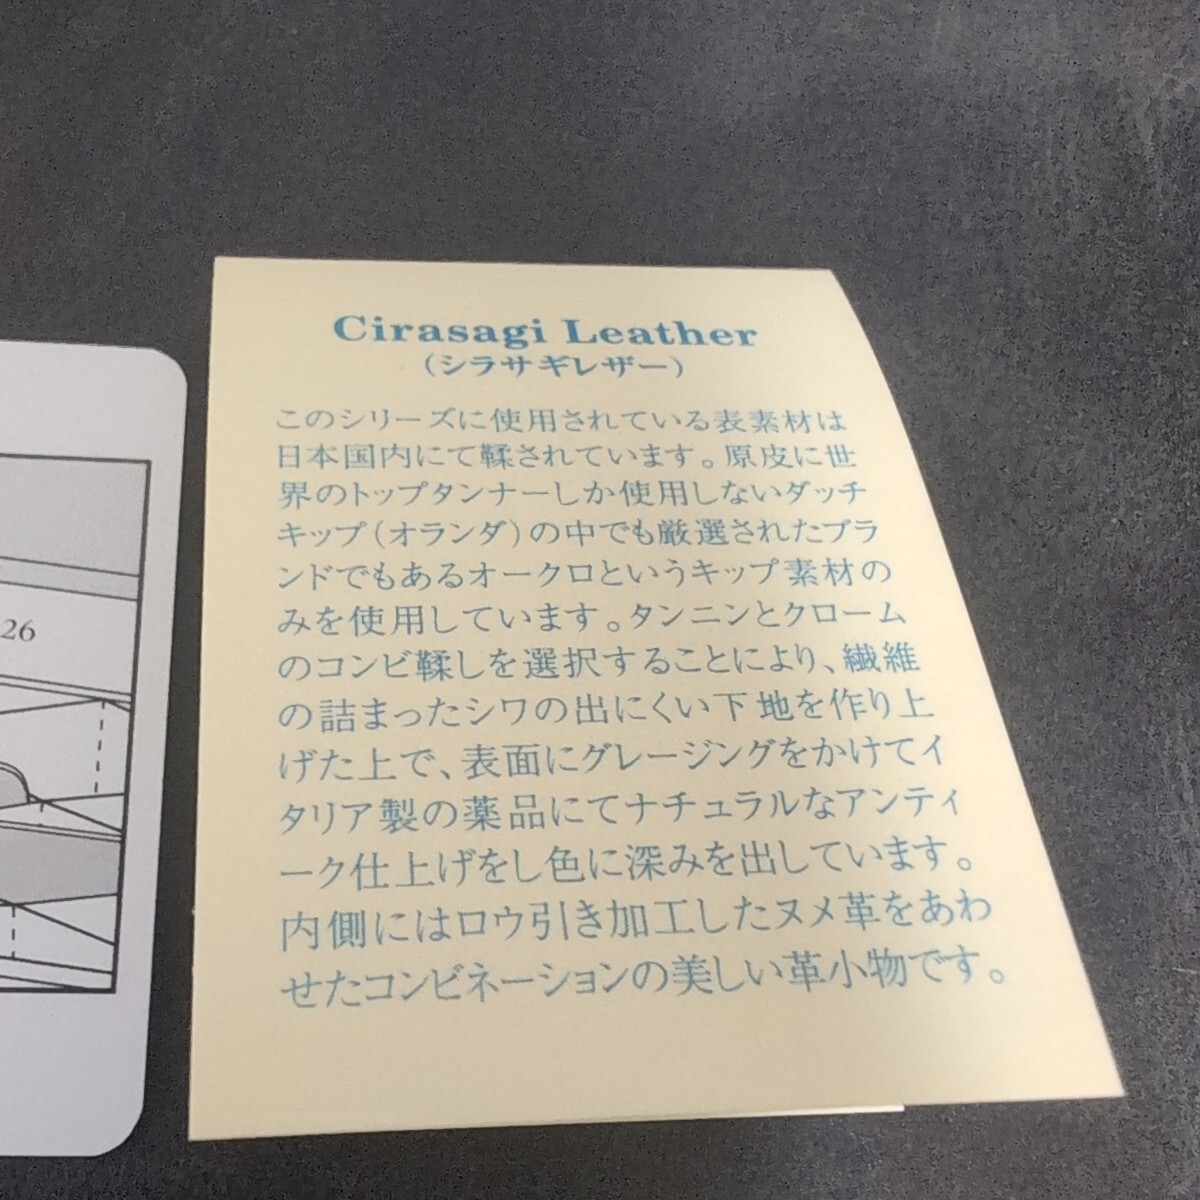 Cirasagi Leather
(シラサギレザー)
このシリーズに使用されている表素材は
日本国内にて鞣されています。原皮に世
界のトップタンナーしか使用しないダッチ
キップ(オランダ)の中でも厳選されたブラ
ンドでもあるオークロというキップ素材の
みを使用しています。タンニンとクローム
のコンビ鞣しを選択することにより、繊維
の詰まったシワの出にくい下地を作り上
げた上で、表面にグレージングをかけてイ
タリア製の薬品にてナチュラルなアンティ
ーク仕上げをし色に深みを出しています。
内側にはロウ引き加工したヌメ革をあわ
せたコンビネーションの美しい革小物です。
26